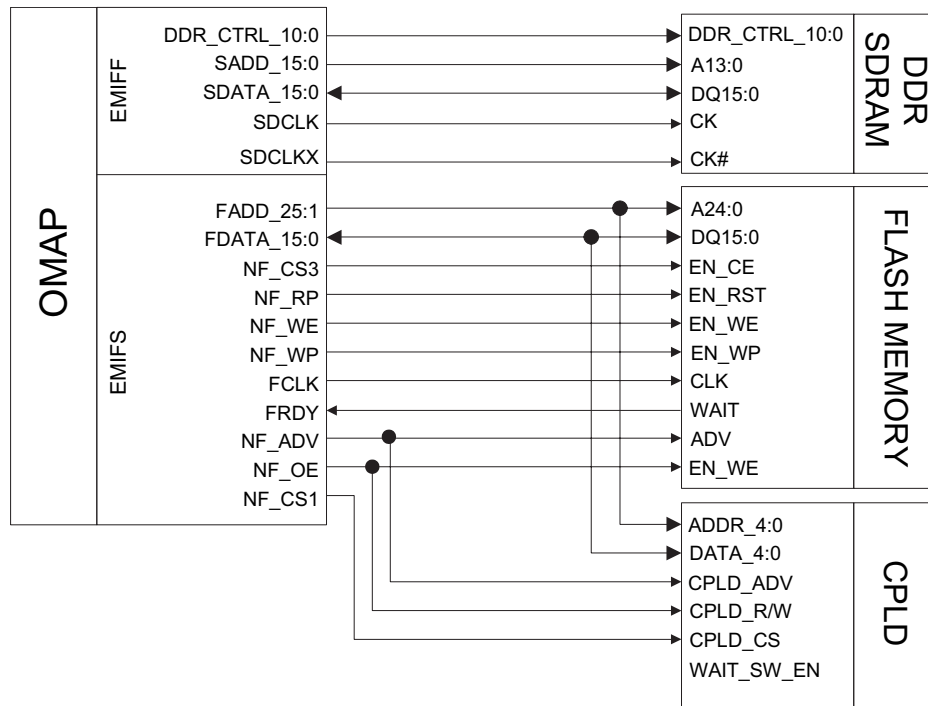 OMAP
EMIFF
DDR_CTRL_10:0
SADD_15:0
SDATA_15:0
SDCLK
SDCLKX
EMIFS
FADD_25:1
FDATA_15:0
NF_CS3
NF_RP
NF_WE
NF_WP
FCLK
FRDY
NF_ADV
NF_OE
NF_CS1
DDR_CTRL_10:0
A13:0
DQ15:0
CK
CK#
DDR
SDRAM
A24:0
DQ15:0
EN_CE
EN_RST
EN_WE
EN_WP
CLK
WAIT
ADV
EN_WE
FLASH MEMORY
ADDR_4:0
DATA_4:0
CPLD_ADV
CPLD_R/W
CPLD_CS
WAIT_SW_EN
CPLD